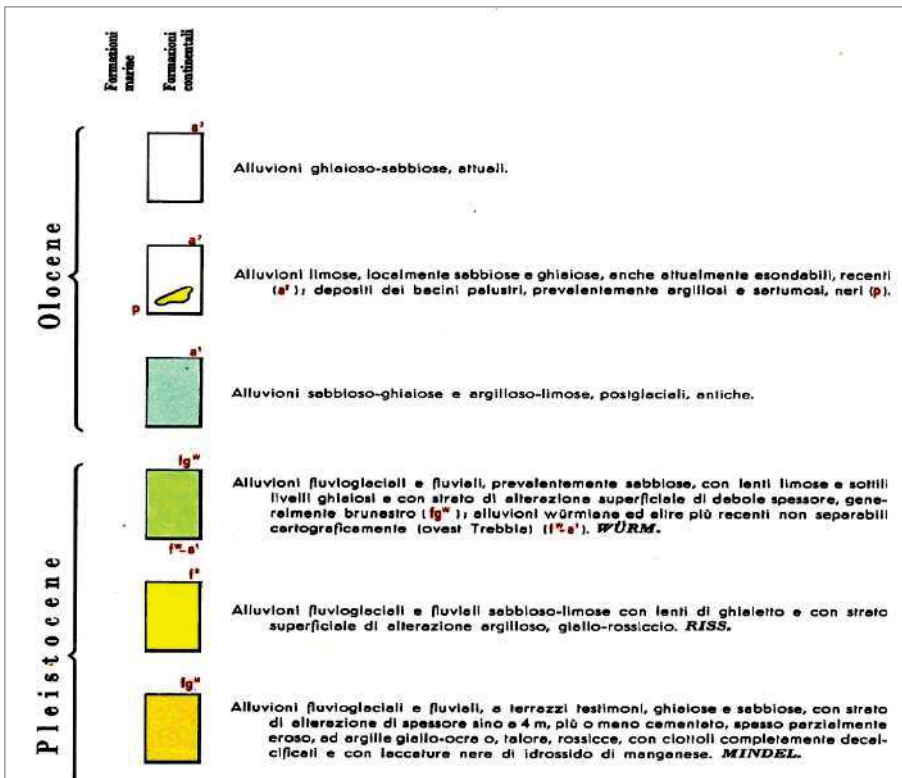 Formazioni marine
Formazioni continentali
Olocene
a³
Alluvioni ghiaioso-sabbiose, attuali.
a²
p
Alluvioni limose, localmente sabbiose e ghiaiose, anche attualmente esondabili, recenti
(a²); depositi dei bacini palustri, prevalentemente argillosi e sortumosi, neri (p).
a¹
Alluvioni sabbioso-ghiaiose e argilloso-limose, postglaciali, antiche.
Pleistocene
fgʷ
fʷ-a¹
Alluvioni fluvioglaciali e fluviali, prevalentemente sabbiose, con lenti limose e sottili
livelli ghiaiosi e con strato di alterazione superficiale di debole spessore, gene-
ralmente brunastro (fgʷ); alluvioni würmiane ed altre più recenti non separabili
cartograficamente (ovest Trebbia) (fʷ-a¹). WÜRM.
Alluvioni fluvioglaciali e fluviali sabbioso-limose con lenti di ghiaietto e con strato
superficiale di alterazione argilloso, giallo-rossiccio. RISS.
Alluvioni fluvioglaciali e fluviali, a terrazzi testimoni, ghiaiose e sabbiose, con strato
di alterazione di spessore sino a 4 m, più o meno cementato, spesso parzialmente
eroso, ad argille giallo-ocra o, talora, rossicce, con ciottoli completamente decal-
cificati e con laccature nere di idrossido di manganese. MINDEL.